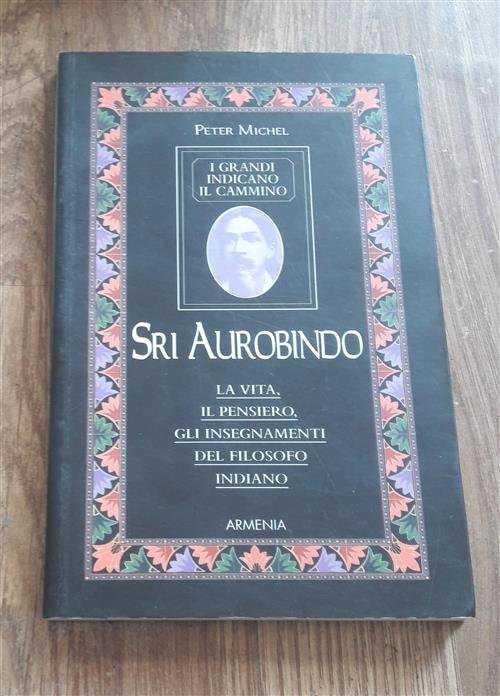 PETER MICHEL
I GRANDI
INDICANO
IL CAMMINO
SRI AUROBINDO
LA VITA,
IL PENSIERO,
GLI INSEGNAMENTI
DEL FILOSOFO
INDIANO
ARMENIA